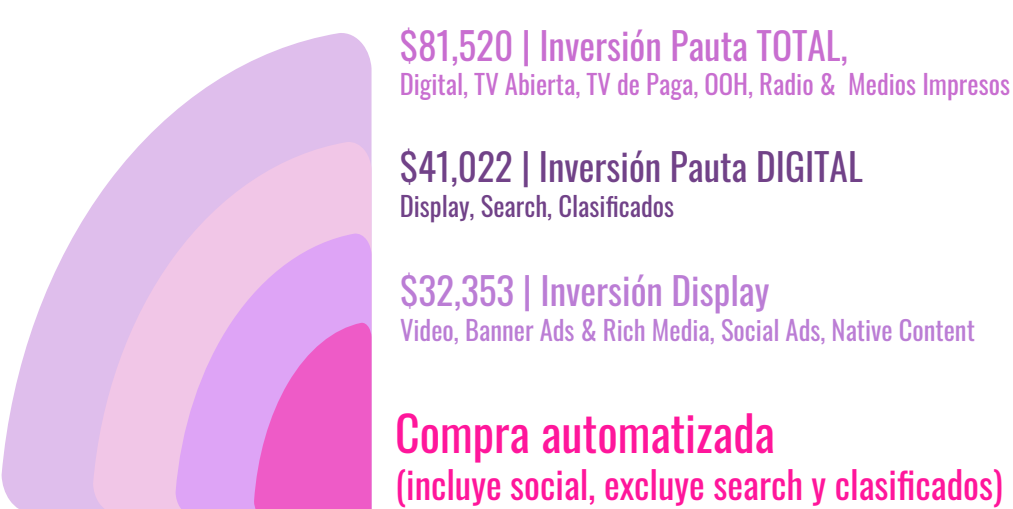 $81,520 | Inversión Pauta TOTAL,
Digital, TV Abierta, TV de Paga, OOH, Radio & Medios Impresos
$41,022 | Inversión Pauta DIGITAL
Display, Search, Clasificados
$32,353 | Inversión Display
Video, Banner Ads & Rich Media, Social Ads, Native Content
Compra automatizada
(incluye social, excluye search y clasificados)